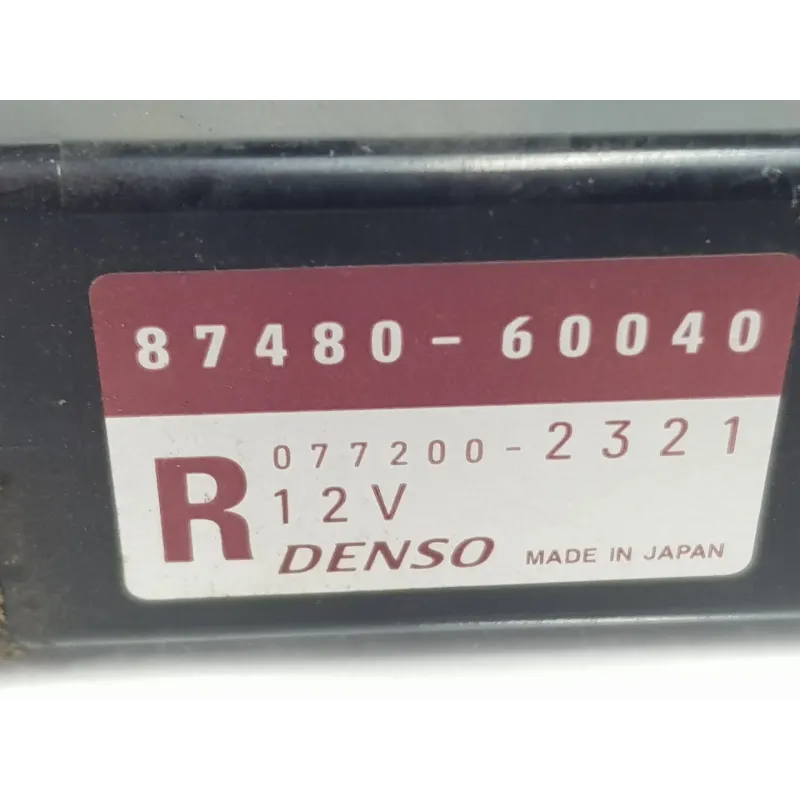 87480-60040
R
077200-2321
12V
DENSO MADE IN JAPAN